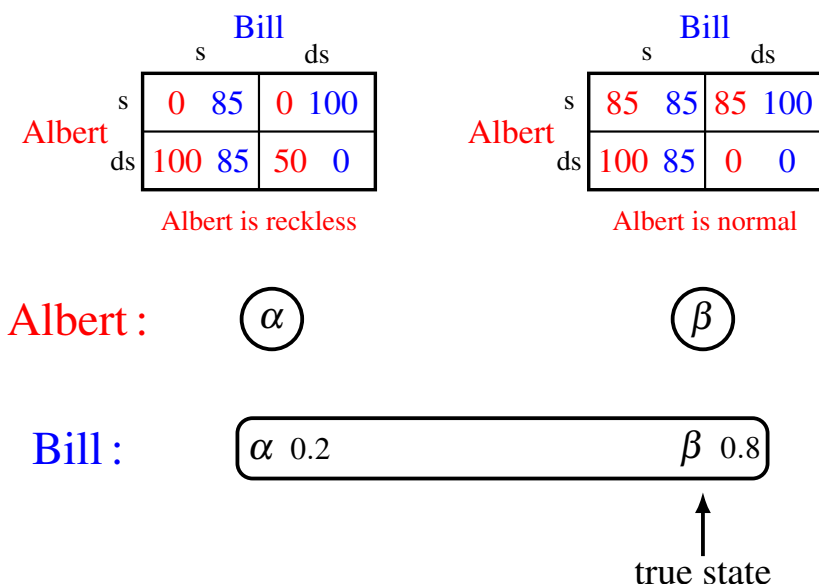 Bill Bill
s ds s ds
s 0 85 0 100 s 85 85 85 100
Albert Albert
ds 100 85 50 0 ds 100 85 0 0
Albert is reckless Albert is normal
Albert : α β
Bill : α 0.2 β 0.8
true state